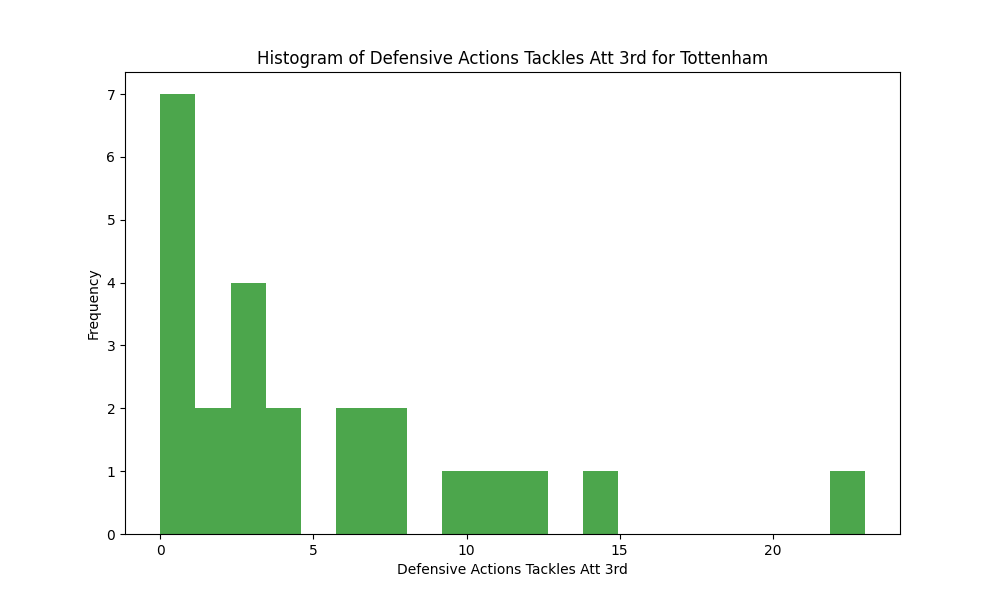 Histogram of Defensive Actions Tackles Att 3rd for Tottenham
7
6
5
4
3
2
1
0
Frequency
0 5 10 15 20
Defensive Actions Tackles Att 3rd